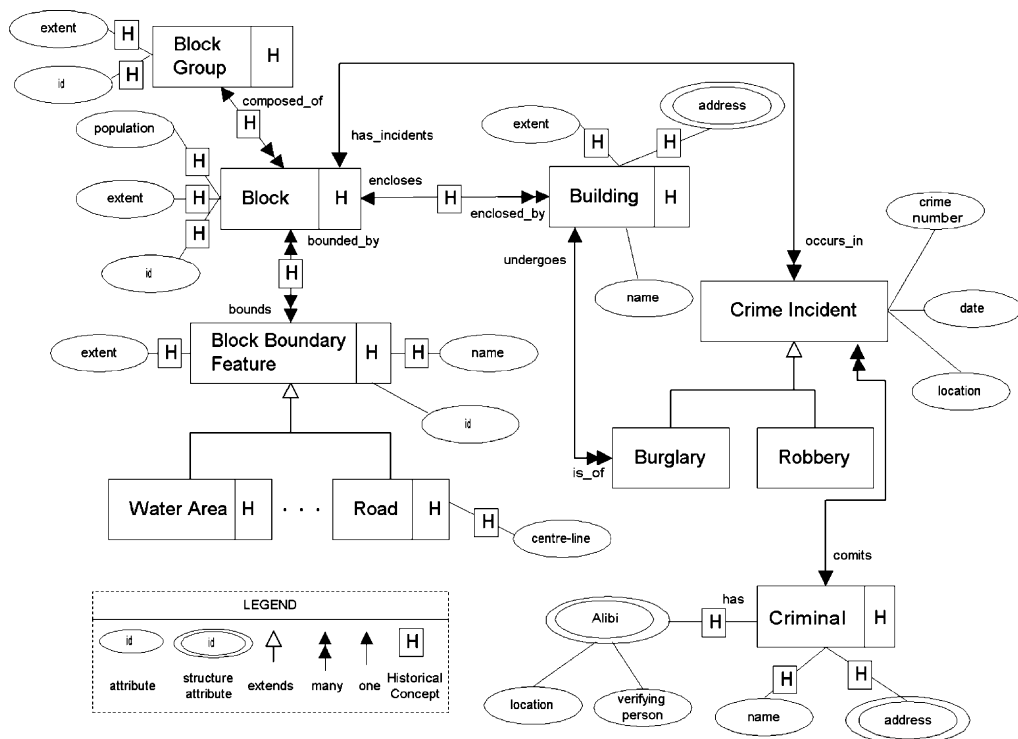 extent
H
Block
Group
H
id
H
composed_of
H
population
H
extent
H
id
H
Block
H
has_incidents
encloses
H
enclosed_by
extent
H
address
H
Building
H
undergoes
name
bounded_by
H
bounds
extent
H
Block Boundary
Feature
H
H
name
id
Water Area
H
. . .
Road
H
H
centre-line
occurs_in
crime
number
Crime Incident
date
location
is_of
Burglary
Robbery
comits
Criminal
H
has
H
Alibi
location
verifying
person
H
name
H
address
LEGEND
id
id
H
attribute
structure
attribute
extends
many
one
Historical
Concept